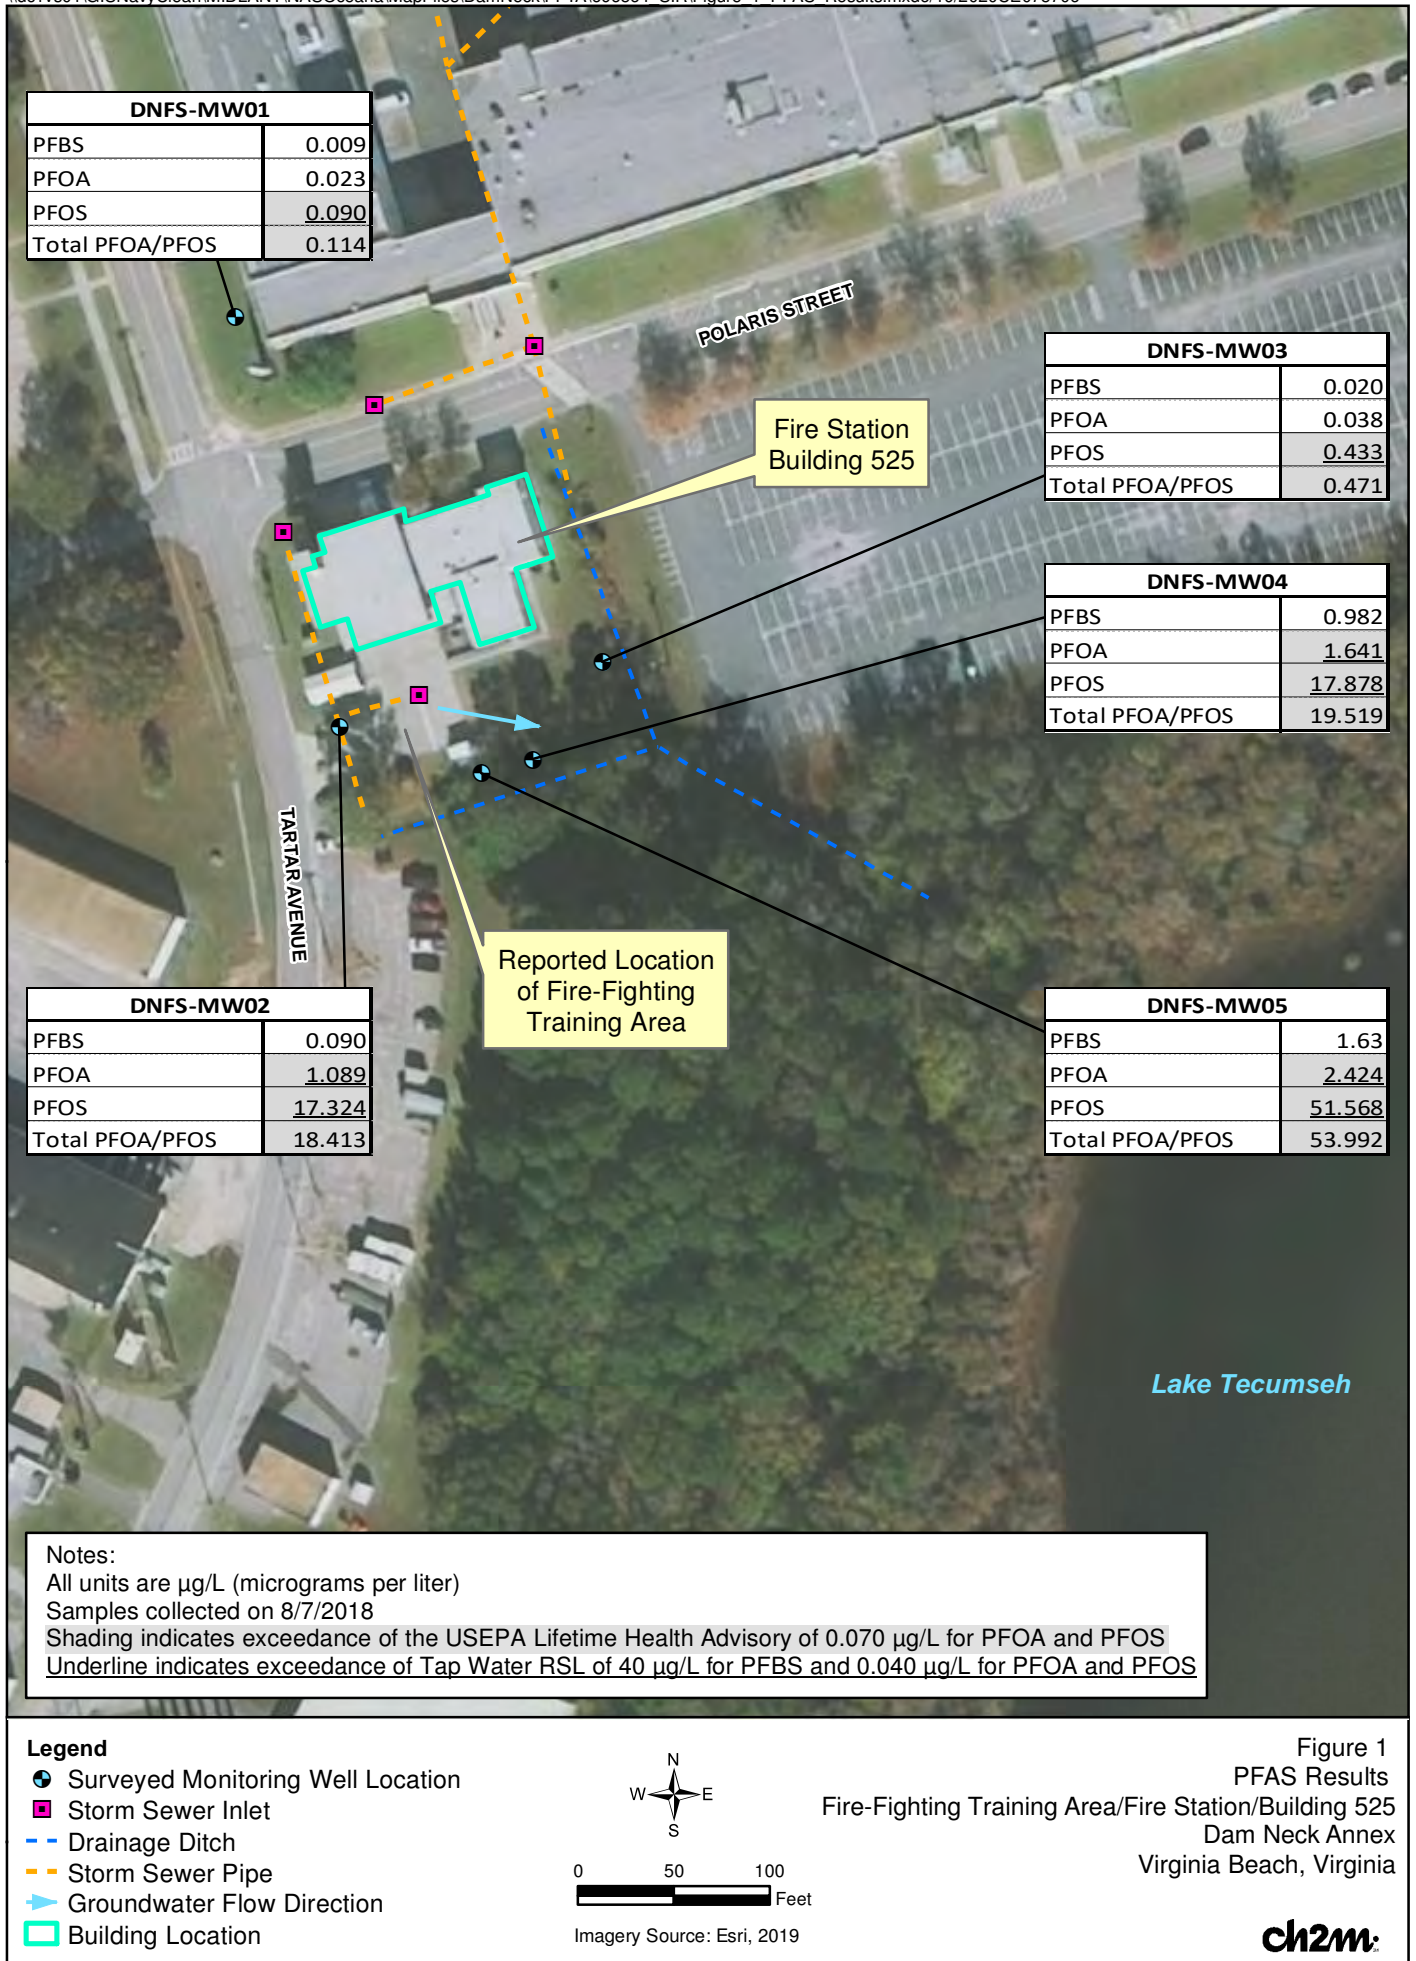 DNFS-MW01
PFBS 0.009
PFOA 0.023
PFOS 0.090
Total PFOA/PFOS 0.114
POLARIS STREET
DNFS-MW03
PFBS 0.020
PFOA 0.038
PFOS 0.433
Total PFOA/PFOS 0.471
Fire Station
Building 525
DNFS-MW04
PFBS 0.982
PFOA 1.641
PFOS 17.878
Total PFOA/PFOS 19.519
TARTAR AVENUE
Reported Location
of Fire-Fighting
Training Area
DNFS-MW02
PFBS 0.090
PFOA 1.089
PFOS 17.324
Total PFOA/PFOS 18.413
DNFS-MW05
PFBS 1.63
PFOA 2.424
PFOS 51.568
Total PFOA/PFOS 53.992
Lake Tecumseh
Notes:
All units are µg/L (micrograms per liter)
Samples collected on 8/7/2018
Shading indicates exceedance of the USEPA Lifetime Health Advisory of 0.070 µg/L for PFOA and PFOS
Underline indicates exceedance of Tap Water RSL of 40 µg/L for PFBS and 0.040 µg/L for PFOA and PFOS
Legend
Surveyed Monitoring Well Location
Storm Sewer Inlet
Drainage Ditch
Storm Sewer Pipe
Groundwater Flow Direction
Building Location
N
W E
S
0 50 100
Feet
Imagery Source: Esri, 2019
Figure 1
PFAS Results
Fire-Fighting Training Area/Fire Station/Building 525
Dam Neck Annex
Virginia Beach, Virginia
ch2m: